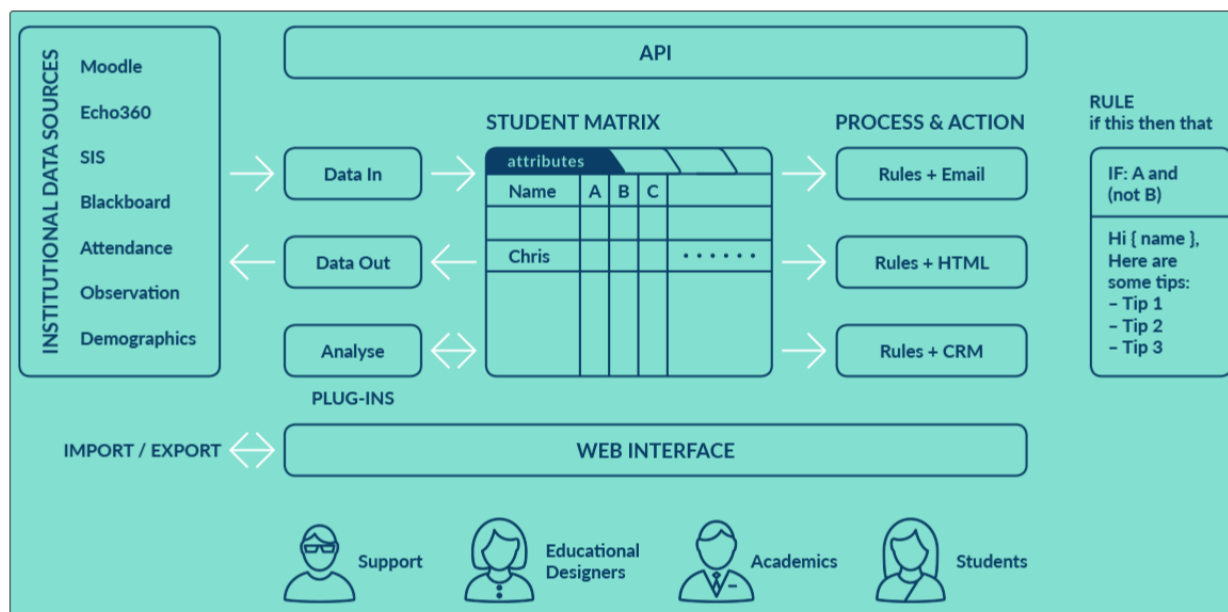 INSTITUTIONAL DATA SOURCES
Moodle
Echo360
SIS
Blackboard
Attendance
Observation
Demographics
API
Data In
Data Out
Analyse
PLUG-INS
STUDENT MATRIX
attributes
Name A B C
Chris ......
PROCESS & ACTION
Rules + Email
Rules + HTML
Rules + CRM
RULE
if this then that
IF: A and
(not B)
Hi { name },
Here are
some tips:
– Tip 1
– Tip 2
– Tip 3
IMPORT / EXPORT
WEB INTERFACE
Support
Educational
Designers
Academics
Students